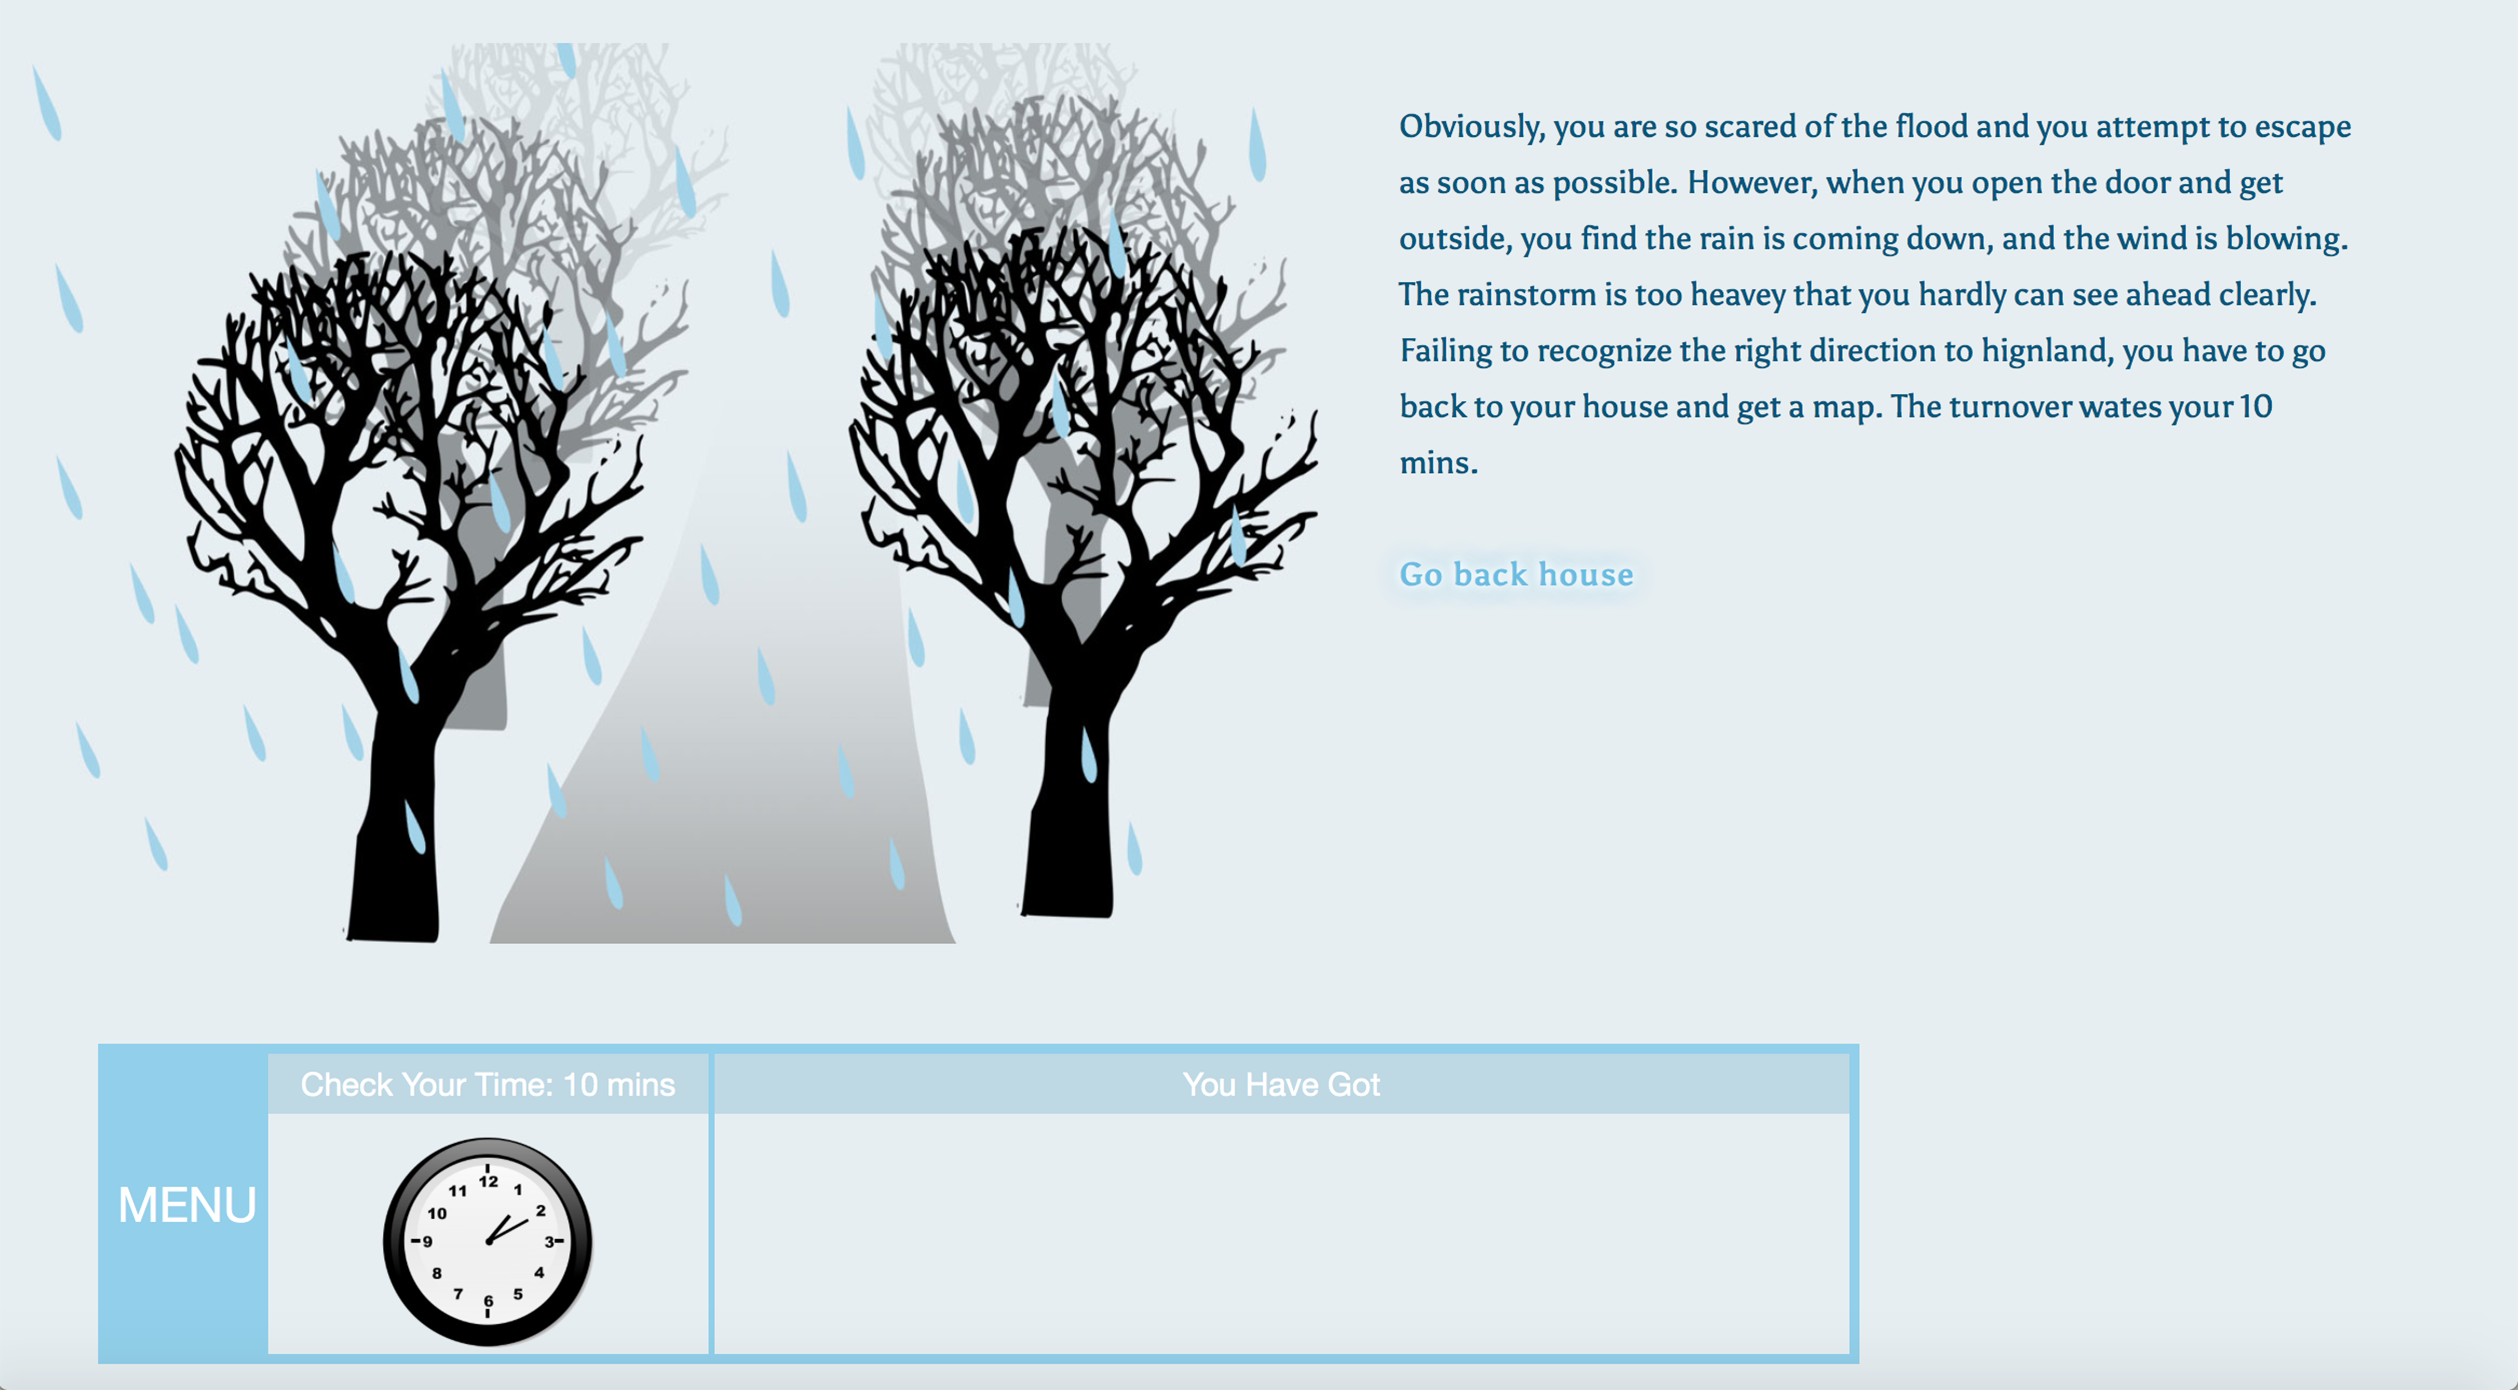 Obviously, you are so scared of the flood and you attempt to escape
as soon as possible. However, when you open the door and get
outside, you find the rain is coming down, and the wind is blowing.
The rainstorm is too heavey that you hardly can see ahead clearly.
Failing to recognize the right direction to hignland, you have to go
back to your house and get a map. The turnover wates your 10
mins.
Go back house
MENU
Check Your Time: 10 mins
You Have Got
12
11
1
10
2
9
3
8
4
7
5
6